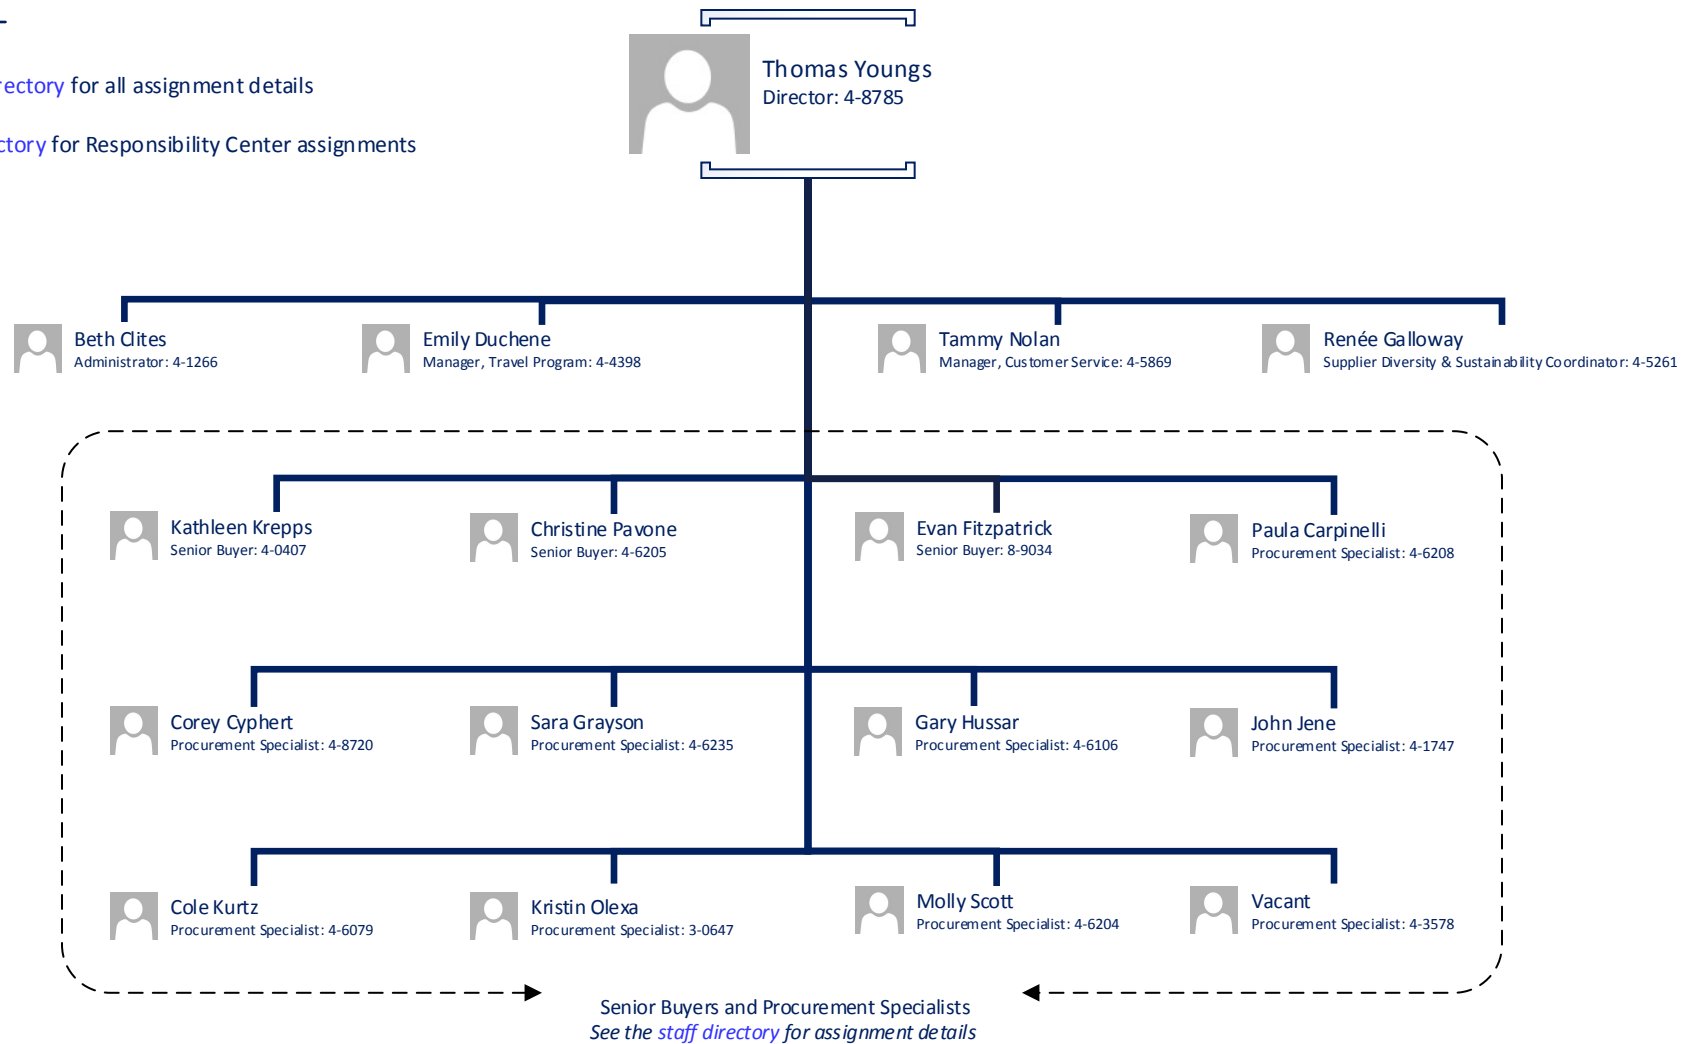 for all assignment details
for Responsibility Center assignments
Thomas Youngs
Director: 4-8785
Beth Clites
Administrator: 4-1266
Emily Duchene
Manager, Travel Program: 4-4398
Tammy Nolan
Manager, Customer Service: 4-5869
Renée Galloway
Supplier Diversity & Sustainability Coordinator: 4-5261
Kathleen Krepps
Senior Buyer: 4-0407
Christine Pavone
Senior Buyer: 4-6205
Evan Fitzpatrick
Senior Buyer: 8-9034
Paula Carpinelli
Procurement Specialist: 4-6208
Corey Cyphert
Procurement Specialist: 4-8720
Sara Grayson
Procurement Specialist: 4-6235
Gary Hussar
Procurement Specialist: 4-6106
John Jene
Procurement Specialist: 4-1747
Cole Kurtz
Procurement Specialist: 4-6079
Kristin Olexa
Procurement Specialist: 3-0647
Molly Scott
Procurement Specialist: 4-6204
Vacant
Procurement Specialist: 4-3578
Senior Buyers and Procurement Specialists
See the staff directory for assignment details